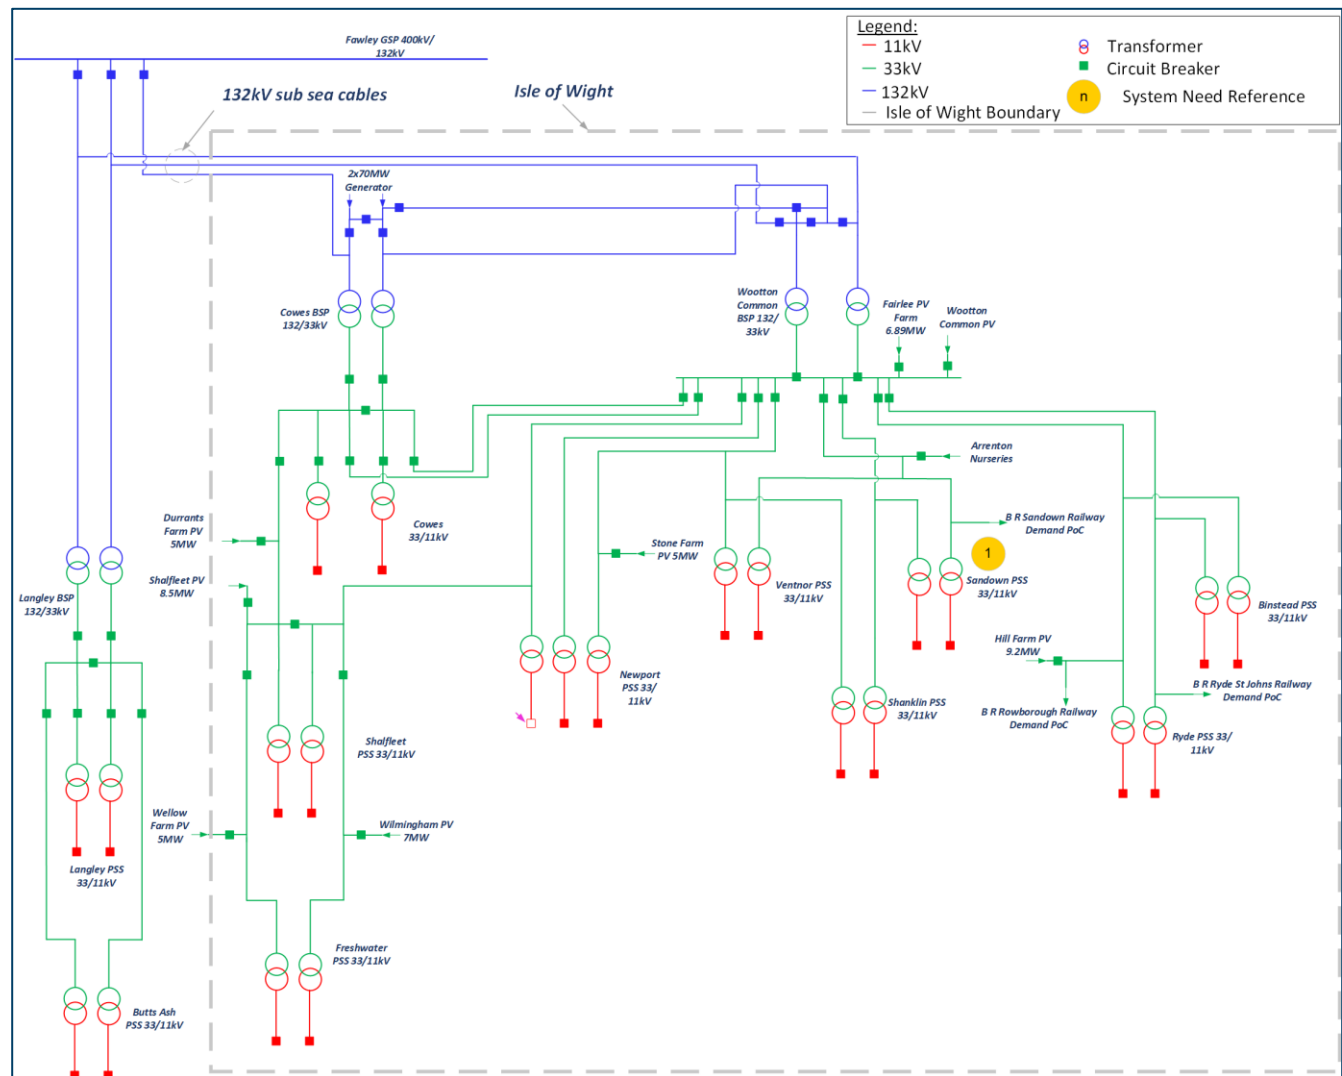 Fawley GSP 400kV/
132kV
Legend:
11kV
33kV
132kV
Isle of Wight Boundary
Transformer
Circuit Breaker
n
System Need Reference
132kV sub sea cables
Isle of Wight
2x70MW
Generator
Cowes BSP
132/33kV
Wootton
Common
BSP 132/
33kV
Fairlee PV
Farm
6.89MW
Wootton
Common PV
Arrenton
Nurseries
Durrants
Farm PV
5MW
Cowes
33/11kV
Stone Farm
PV 5MW
B R Sandown Railway
Demand PoC
1
Shalfleet PV
8.5MW
Ventnor PSS
33/11kV
Sandown PSS
33/11kV
Langley BSP
132/33kV
Binstead PSS
33/11kV
Hill Farm PV
9.2MW
Newport
PSS 33/
11kV
B R Ryde St Johns Railway
Demand PoC
Shanklin PSS
33/11kV
B R Rowborough Railway
Demand PoC
Shalfleet
PSS 33/11kV
Ryde PSS 33/
11kV
Wellow
Farm PV
5MW
Wilmingham PV
7MW
Langley PSS
33/11kV
Freshwater
PSS 33/11kV
Butts Ash
PSS 33/11kV